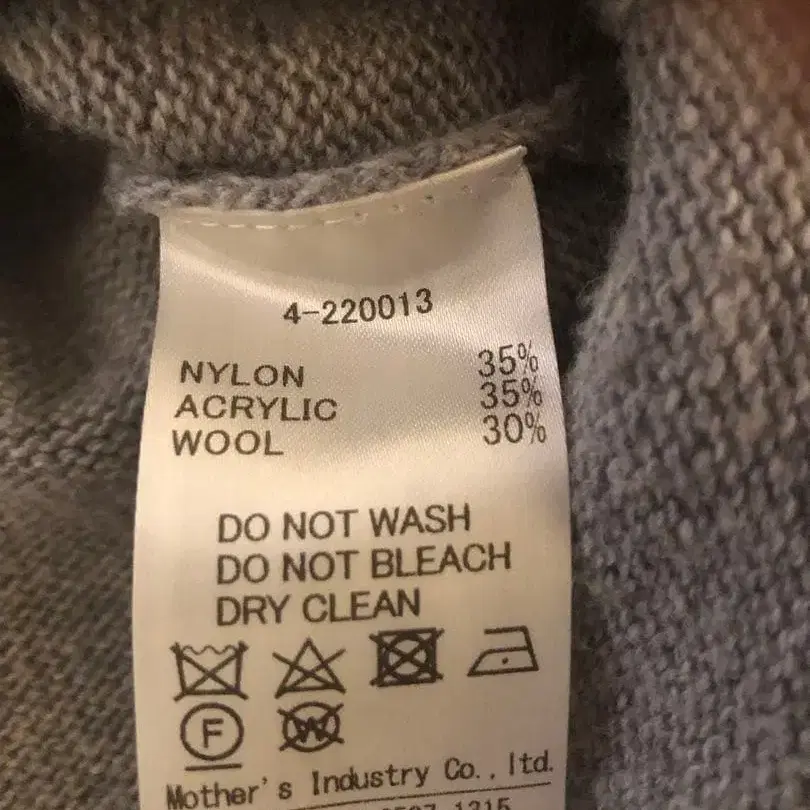 4-220013
NYLON 35%
ACRYLIC 35%
WOOL 30%
DO NOT WASH
DO NOT BLEACH
DRY CLEAN
F W
Mother's Industry Co., ltd.
1315